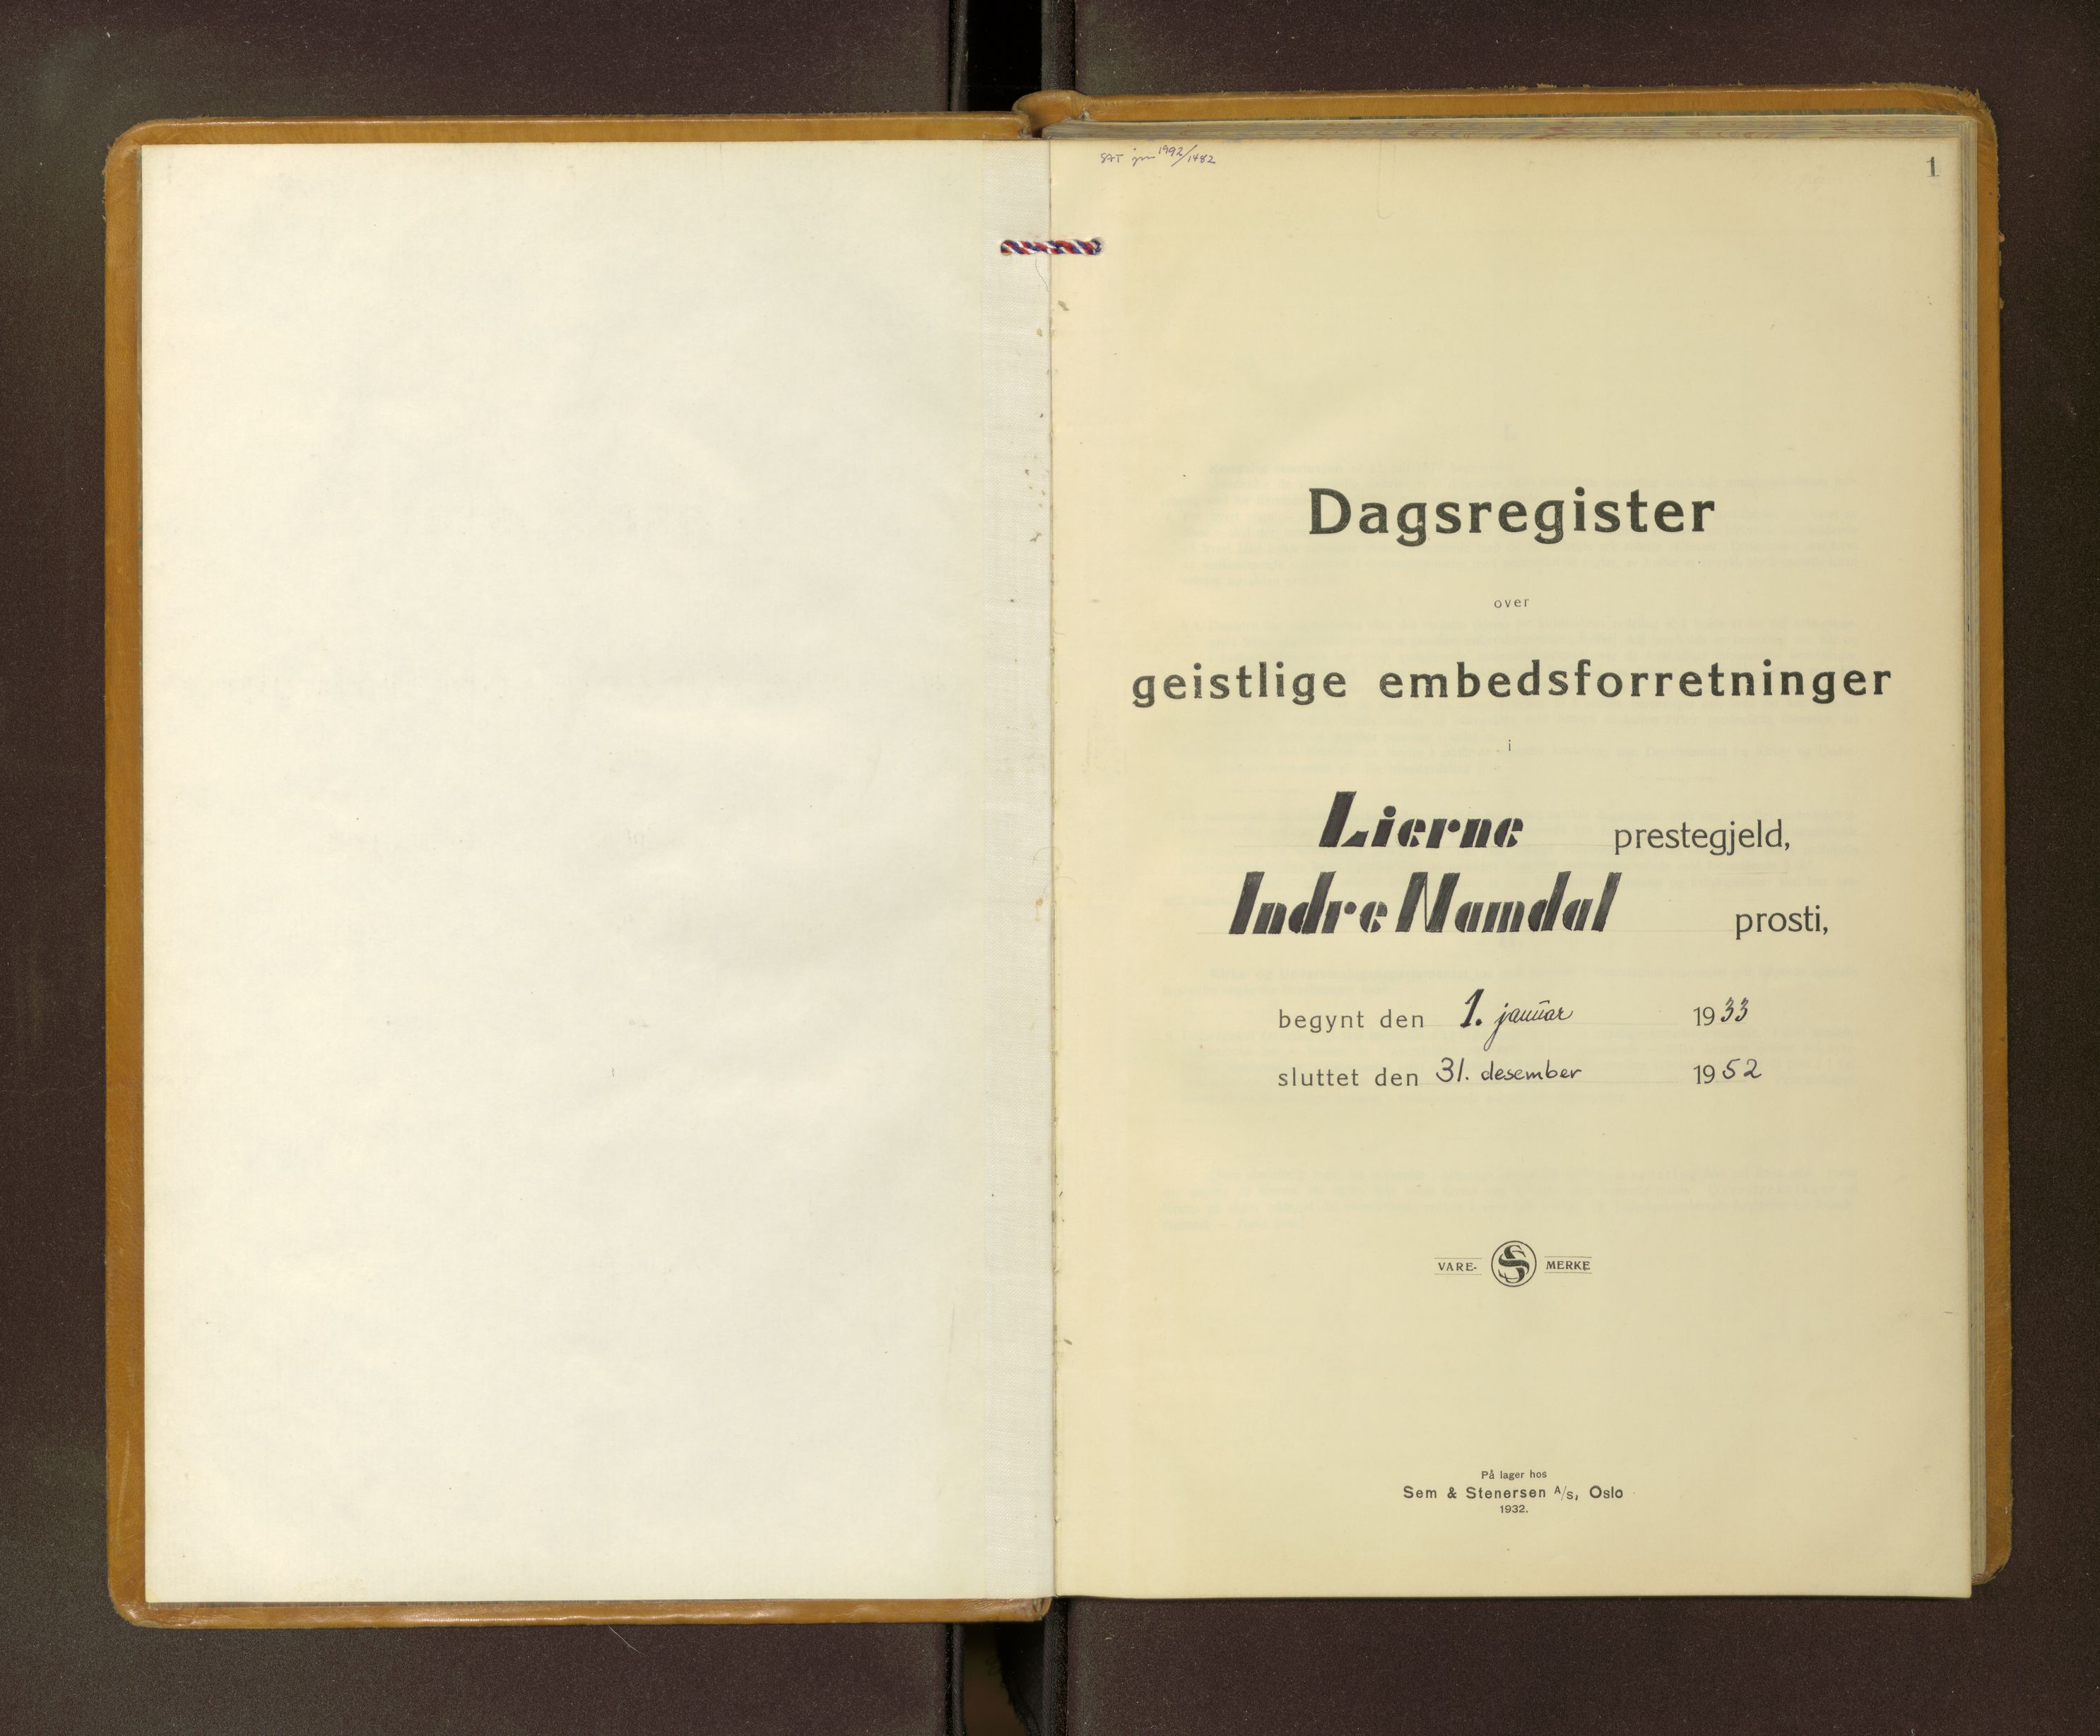 SAT jnr 1992/1482
1
Dagsregister
over
geistlige embedsforretninger
i
Lierne prestegjeld,
Indre Namdal prosti,
begynt den 1. januar 1933
sluttet den 31. desember 1952
VARE- S MERKE
På lager hos
Sem & Stenersen A/s, Oslo
1932.